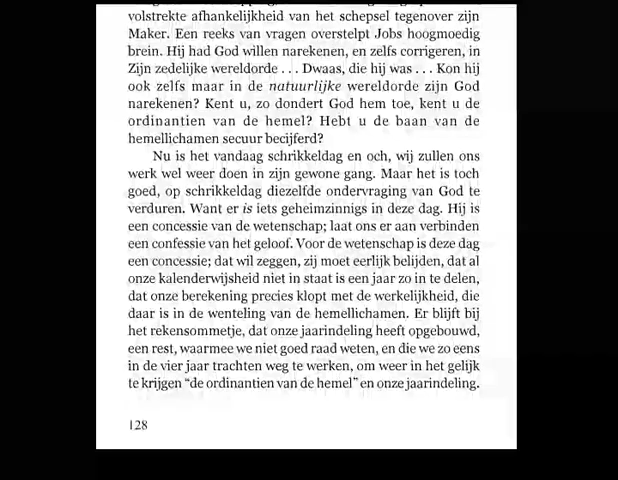 volstrekte afhankelijkheid van het schepsel tegenover zijn
Maker. Een reeks van vragen overstelpt Jobs hoogmoedig
brein. Hij had God willen narekenen, en zelfs corrigeren, in
Zijn zedelijke wereldorde . . . Dwaas, die hij was . . . Kon hij
ook zelfs maar in de natuurlijke wereldorde zijn God
narekenen? Kent u, zo dondert God hem toe, kent u de
ordinantien van de hemel? Hebt u de baan van de
hemellichamen secuur becijferd?
Nu is het vandaag schrikkeldag en och, wij zullen ons
werk wel weer doen in zijn gewone gang. Maar het is toch
goed, op schrikkeldag diezelfde ondervraging van God te
verduren. Want er is iets geheimzinnigs in deze dag. Hij is
een concessie van de wetenschap; laat ons er aan verbinden
een confessie van het geloof. Voor de wetenschap is deze dag
een concessie; dat wil zeggen, zij moet eerlijk belijden, dat al
onze kalenderwijsheid niet in staat is een jaar zo in te delen,
dat onze berekening precies klopt met de werkelijkheid, die
daar is in de wenteling van de hemellichamen. Er blijft bij
het rekensommetje, dat onze jaarindeling heeft opgebouwd,
een rest, waarmee we niet goed raad weten, en die we zo eens
in de vier jaar trachten weg te werken, om weer in het gelijk
te krijgen “de ordinantien van de hemel” en onze jaarindeling.
128